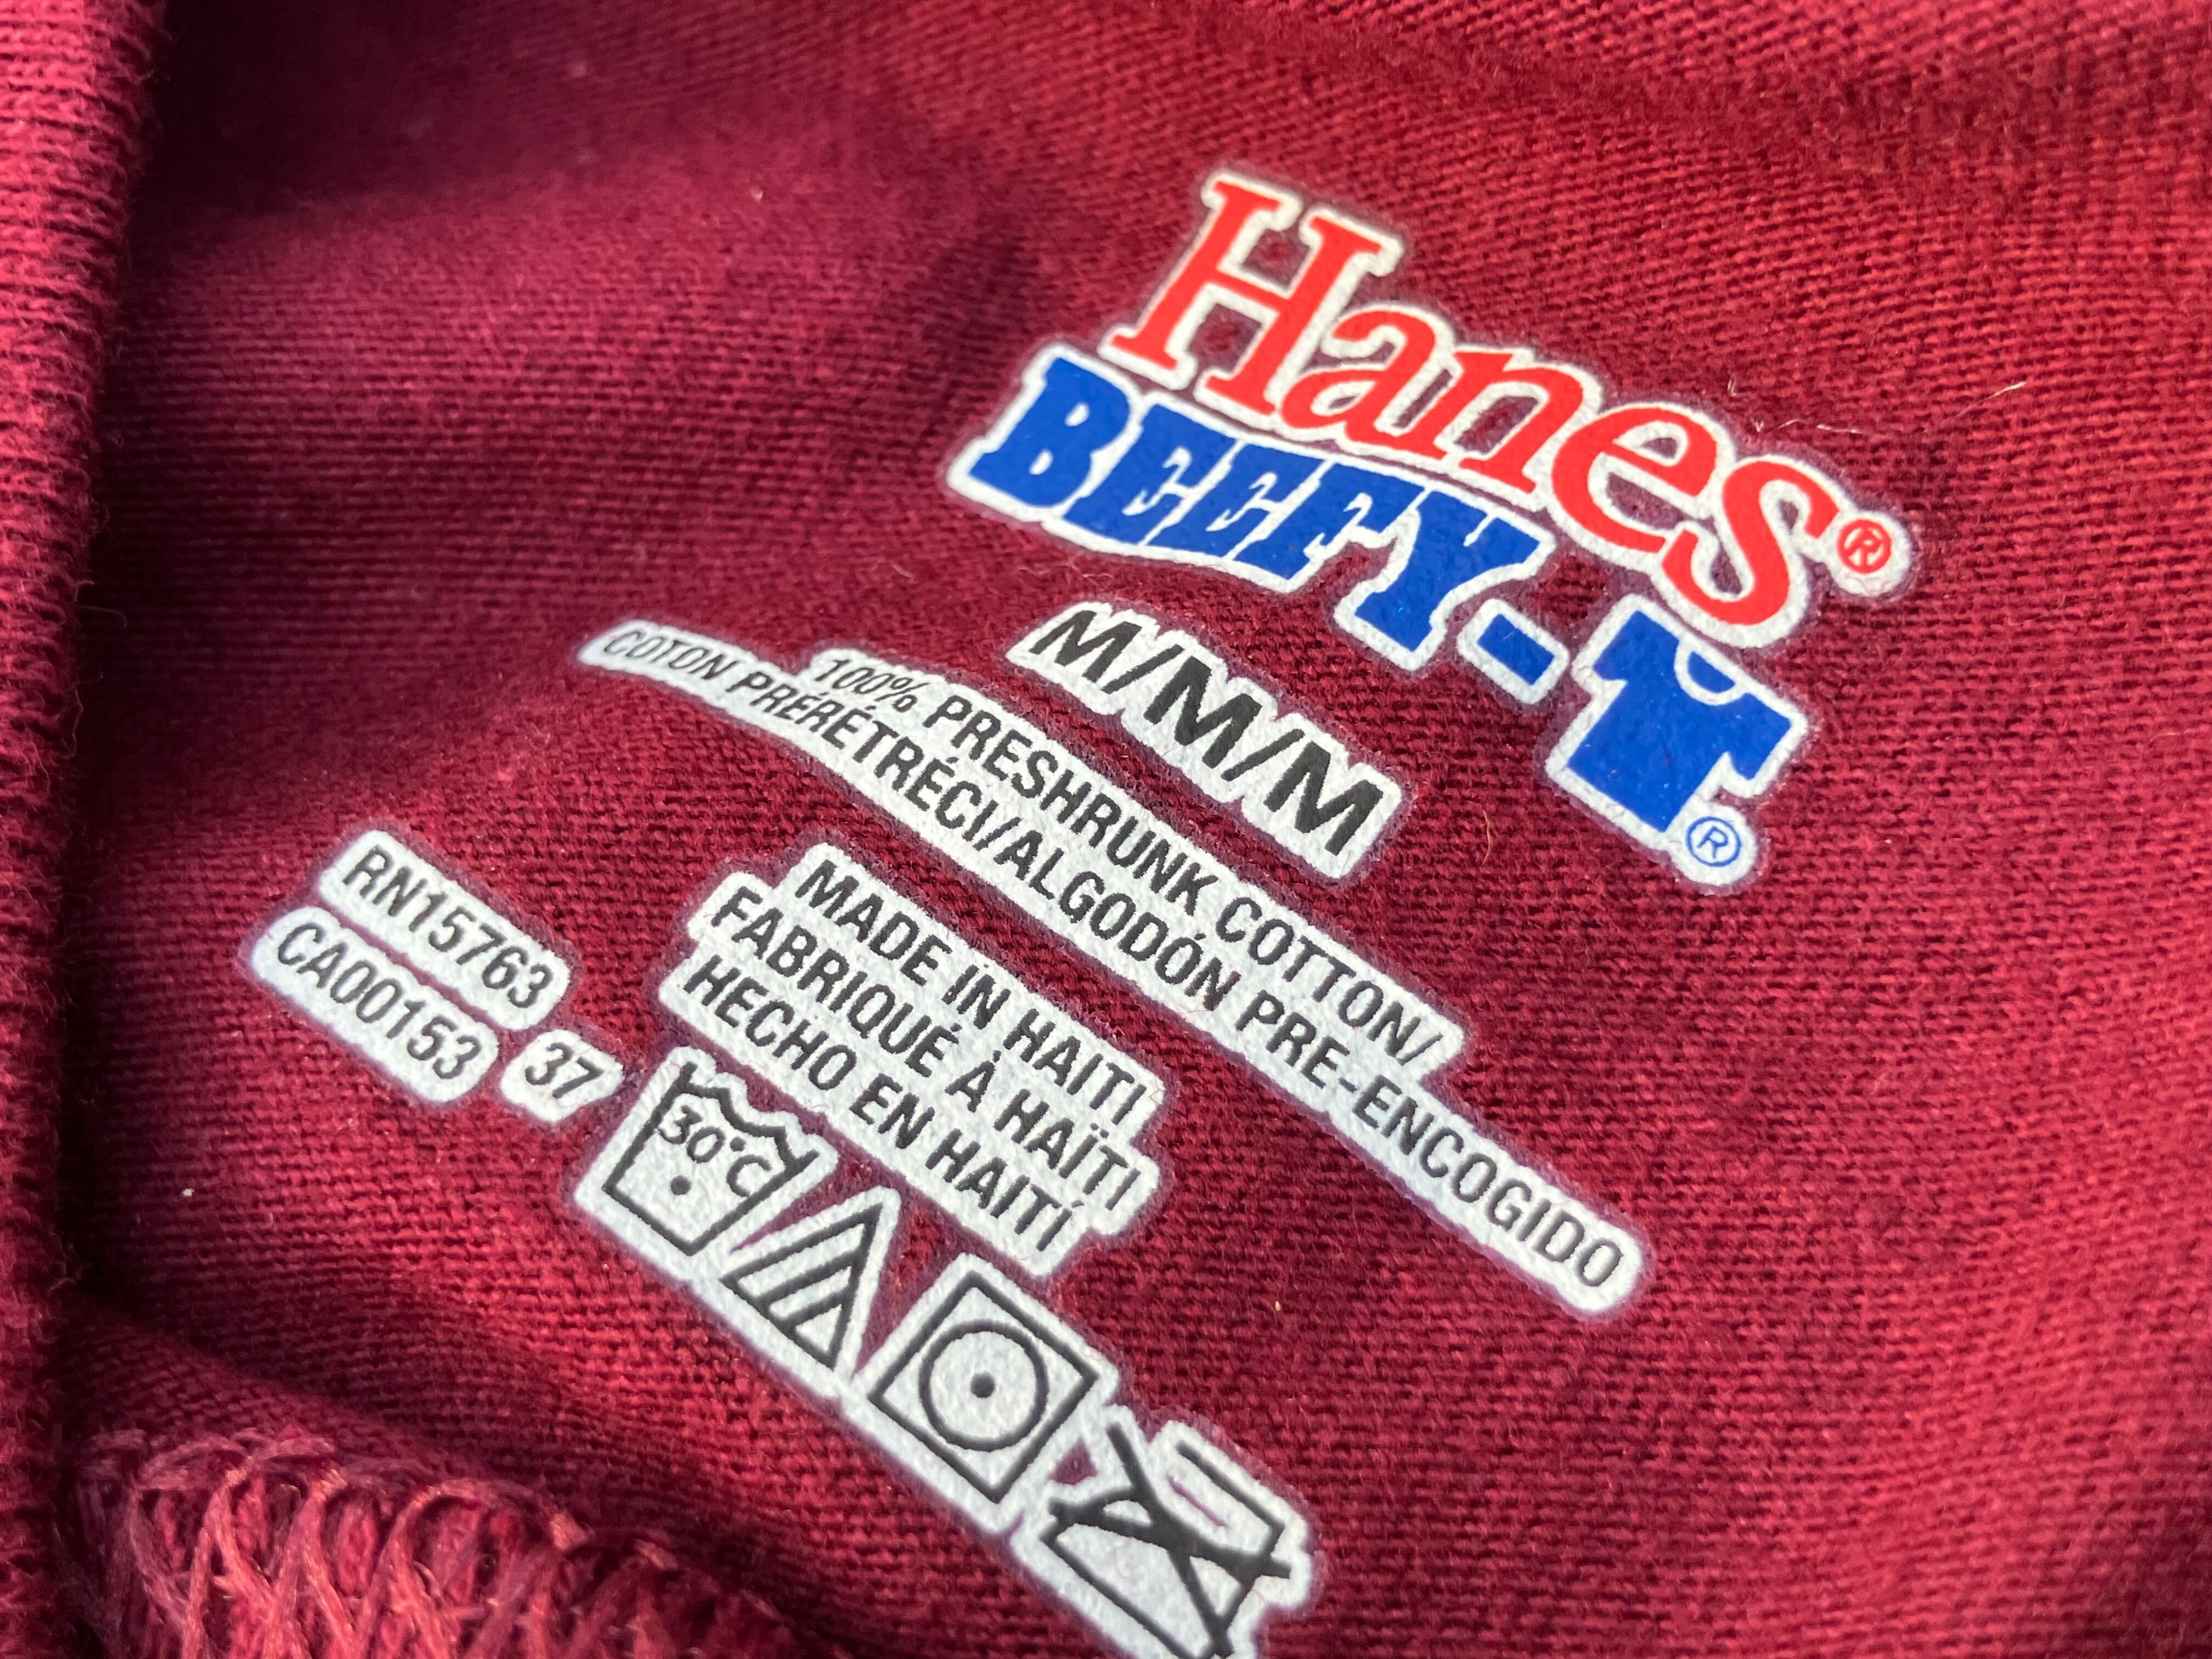 Hanes®
BEEFY-T®
M/M/M
100% PRESHRUNK COTTON/
COTON PRÉRÉTRÉCI/ALGODÓN PRE-ENCOGIDO
MADE IN HAITI
FABRIQUÉ À HAÏTI
HECHO EN HAITÍ
RN15763
CA00153
37
30°C